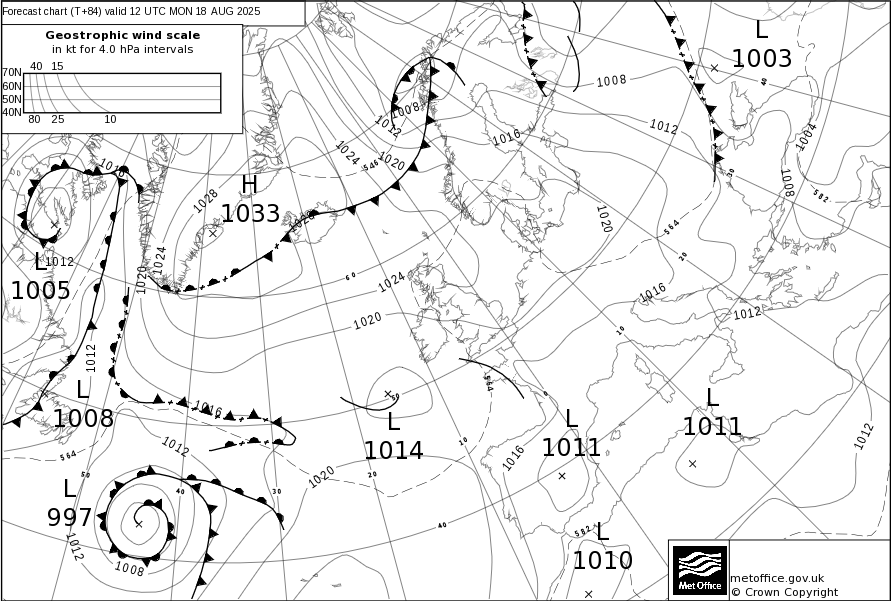 Forecast chart (T+84) valid 12 UTC MON 18 AUG 2025
Geostrophic wind scale
in kt for 4.0 hPa intervals
40 15
70N
60N
50N
40N
80 25 10
L
1003
1008
40
1008
1012
1012
1004
1016
1024
546
1020
30
1016
H
1033
1028
1008
582
1020
564
L
1005
1012
1024
1020
20
60
1024
1016
1012
1020
10
1012
564
L
1008
1016
50
L
1014
0
L
1011
L
1011
1012
1012
10
564
50
1020
20
1016
L
997
40
30
40
582
L
1010
1012
1008
Met Office
metoffice.gov.uk
© Crown Copyright